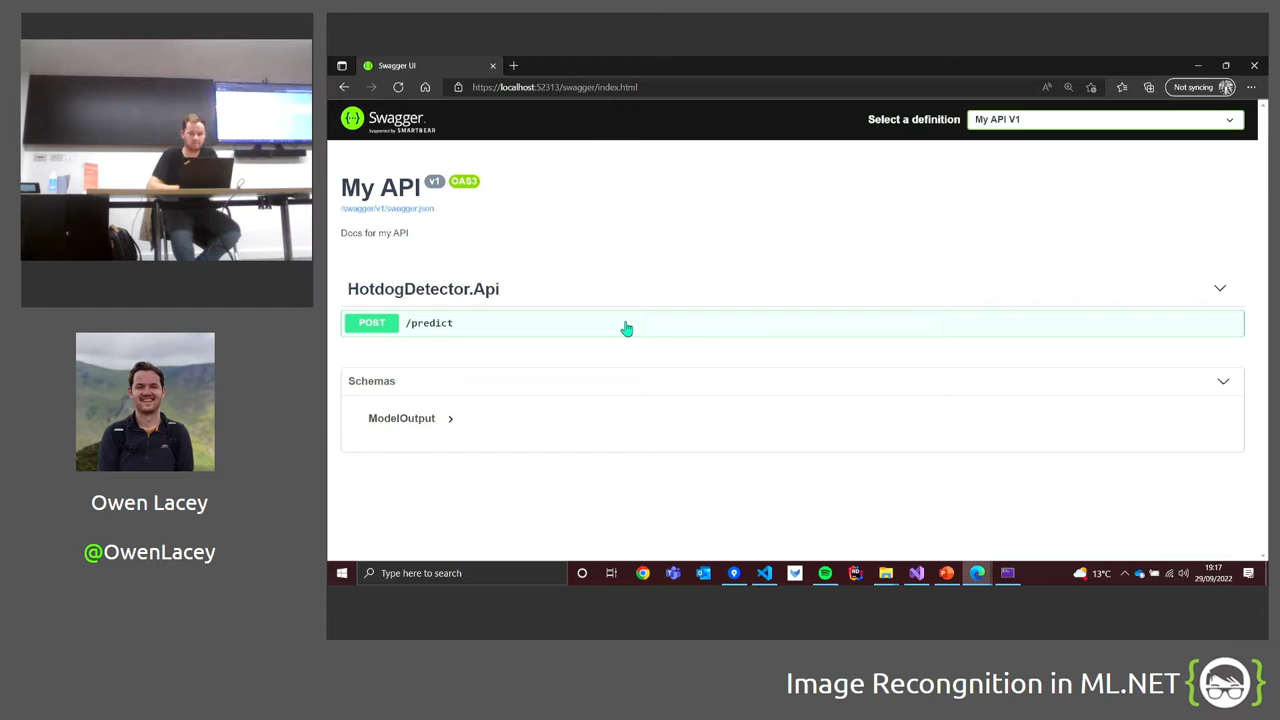 Swagger UI
https://localhost:52313/swagger/index.html
Not syncing
Swagger.
Supported by SMARTBEAR
Select a definition
My API V1
My API v1 OAS3
/swagger/v1/swagger.json
Docs for my API
HotdogDetector.Api
POST /predict
Schemas
ModelOutput
Type here to search
13°C
19:17
29/09/2022
Owen Lacey
@OwenLacey
Image Recongnition in ML.NET